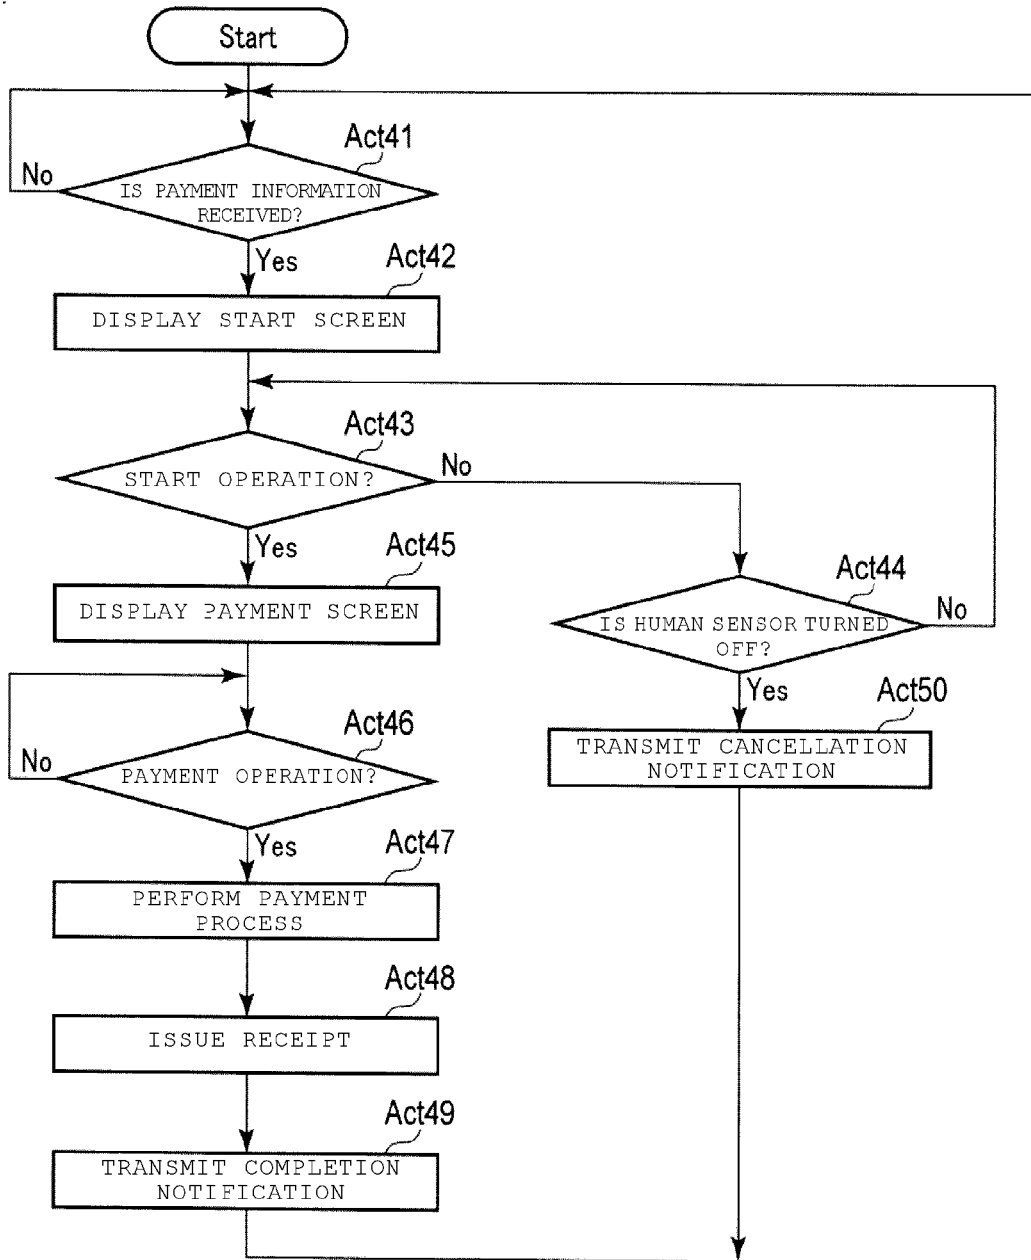 Start
Act41
No
IS PAYMENT INFORMATION
RECEIVED?
Yes
Act42
DISPLAY START SCREEN
Act43
START OPERATION?
No
Yes
Act45
DISPLAY PAYMENT SCREEN
Act44
IS HUMAN SENSOR TURNED
OFF?
No
Yes
Act50
TRANSMIT CANCELLATION
NOTIFICATION
Act46
No
PAYMENT OPERATION?
Yes
Act47
PERFORM PAYMENT
PROCESS
Act48
ISSUE RECEIPT
Act49
TRANSMIT COMPLETION
NOTIFICATION